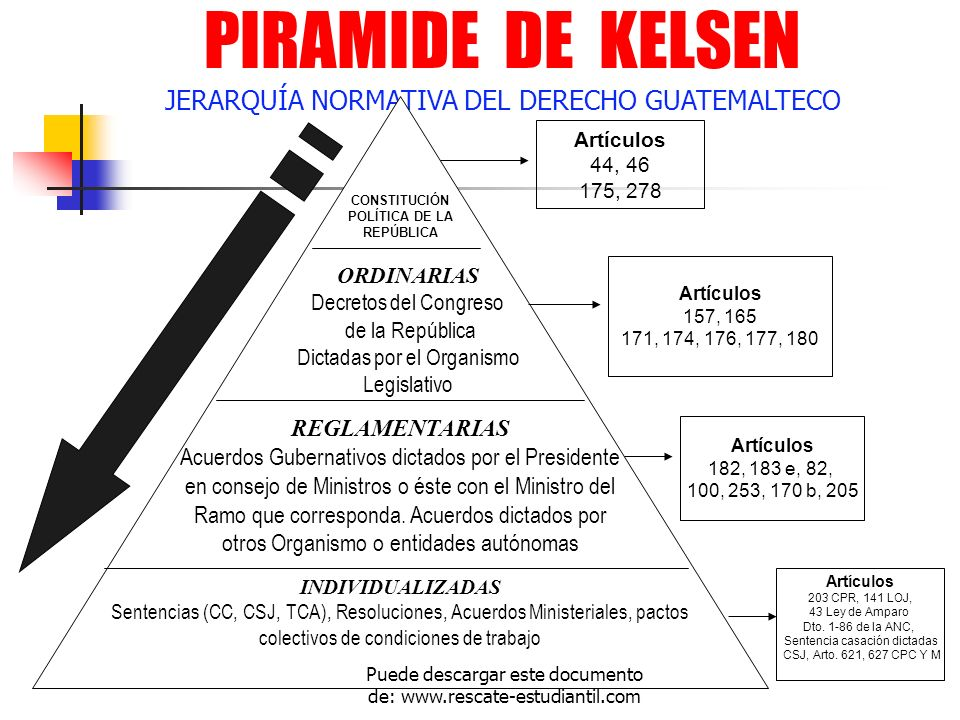 PIRAMIDE DE KELSEN
JERARQUÍA NORMATIVA DEL DERECHO GUATEMALTECO
Artículos
44, 46
175, 278
CONSTITUCIÓN
POLÍTICA DE LA
REPÚBLICA
ORDINARIAS
Decretos del Congreso
de la República
Dictadas por el Organismo
Legislativo
Artículos
157, 165
171, 174, 176, 177, 180
REGLAMENTARIAS
Acuerdos Gubernativos dictados por el Presidente
en consejo de Ministros o éste con el Ministro del
Ramo que corresponda. Acuerdos dictados por
otros Organismo o entidades autónomas
Artículos
182, 183 e, 82,
100, 253, 170 b, 205
INDIVIDUALIZADAS
Sentencias (CC, CSJ, TCA), Resoluciones, Acuerdos Ministeriales, pactos
colectivos de condiciones de trabajo
Artículos
203 CPR, 141 LOJ,
43 Ley de Amparo
Dto. 1-86 de la ANC,
Sentencia casación dictadas
CSJ, Arto. 621, 627 CPC Y M
Puede descargar este documento
de: www.rescate-estudiantil.com